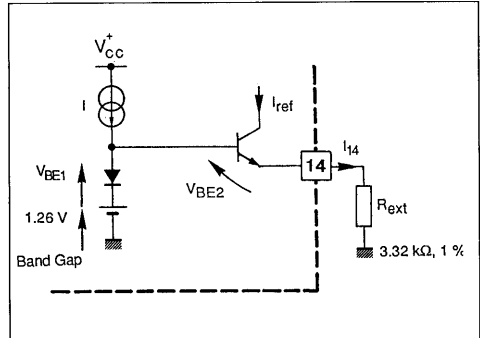 V⁺CC
I
Iref
14
I14
VBE1
VBE2
1.26 V
Rext
Band Gap
3.32 kΩ, 1 %